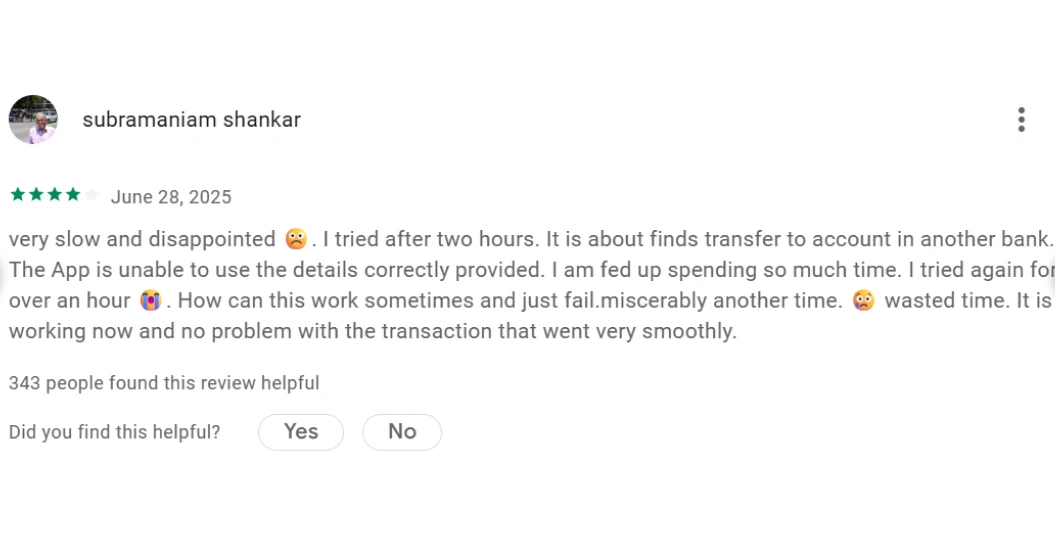 subramaniam shankar
June 28, 2025
very slow and disappointed 😟. I tried after two hours. It is about finds transfer to account in another bank.
The App is unable to use the details correctly provided. I am fed up spending so much time. I tried again for
over an hour 😭. How can this work sometimes and just fail.miscerably another time. 😰 wasted time. It is
working now and no problem with the transaction that went very smoothly.
343 people found this review helpful
Did you find this helpful? Yes No